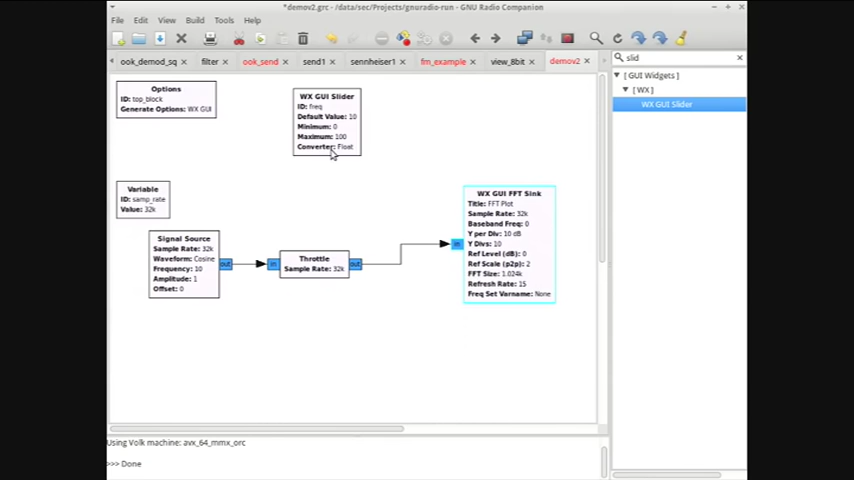 *demov2.grc - /data/sec/Projects/gnuradio-run - GNU Radio Companion
File Edit View Build Tools Help
ook_demod_sq filter ook_send send1 sennheiser1 fm_example view_8bit demov2
slid
[ GUI Widgets ]
[ WX ]
WX GUI Slider
Options
ID: top_block
Generate Options: WX GUI
WX GUI Slider
ID: freq
Default Value: 10
Minimum: 0
Maximum: 100
Converter: Float
Variable
ID: samp_rate
Value: 32k
Signal Source
Sample Rate: 32k
Waveform: Cosine
Frequency: 10
Amplitude: 1
Offset: 0
out
in
Throttle
Sample Rate: 32k
out
in
WX GUI FFT Sink
Title: FFT Plot
Sample Rate: 32k
Baseband Freq: 0
Y per Div: 10 dB
Y Divs: 10
Ref Level (dB): 0
Ref Scale (p2p): 2
FFT Size: 1.024k
Refresh Rate: 15
Freq Set Varname: None
Using Volk machine: avx_64_mmx_orc
>>> Done